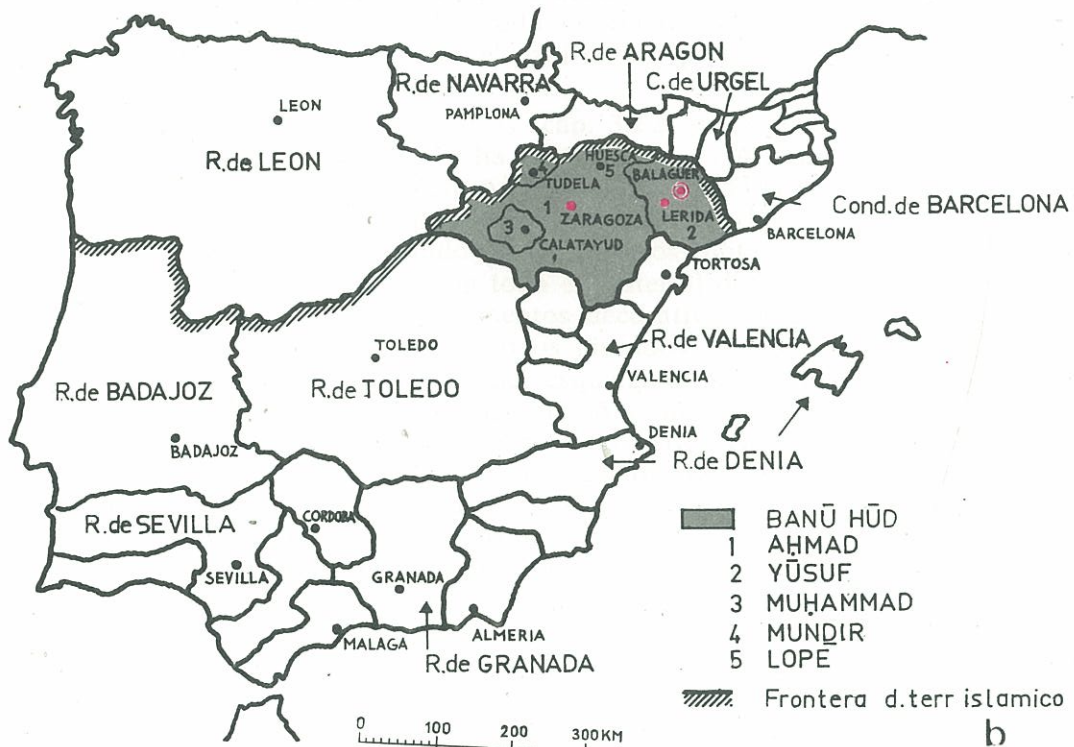 R.de ARAGON
R.de NAVARRA
C.de URGEL
PAMPLONA
LEON
R.de LEON
HUESCA
5
4
TUDELA
BALAGUER
1
ZARAGOZA
LERIDA
2
3
CALATAYUD
Cond.de BARCELONA
BARCELONA
TORTOSA
R.de VALENCIA
TOLEDO
R.de TOLEDO
VALENCIA
R.de BADAJOZ
BADAJOZ
DENIA
R.de DENIA
R.de SEVILLA
CORDOBA
SEVILLA
GRANADA
MALAGA
ALMERIA
R.de GRANADA
BANŪ HŪD
1 AḤMAD
2 YŪSUF
3 MUḤAMMAD
4 MUNḎIR
5 LOPE
Frontera d.terr islamico
0 100 200 300KM
b